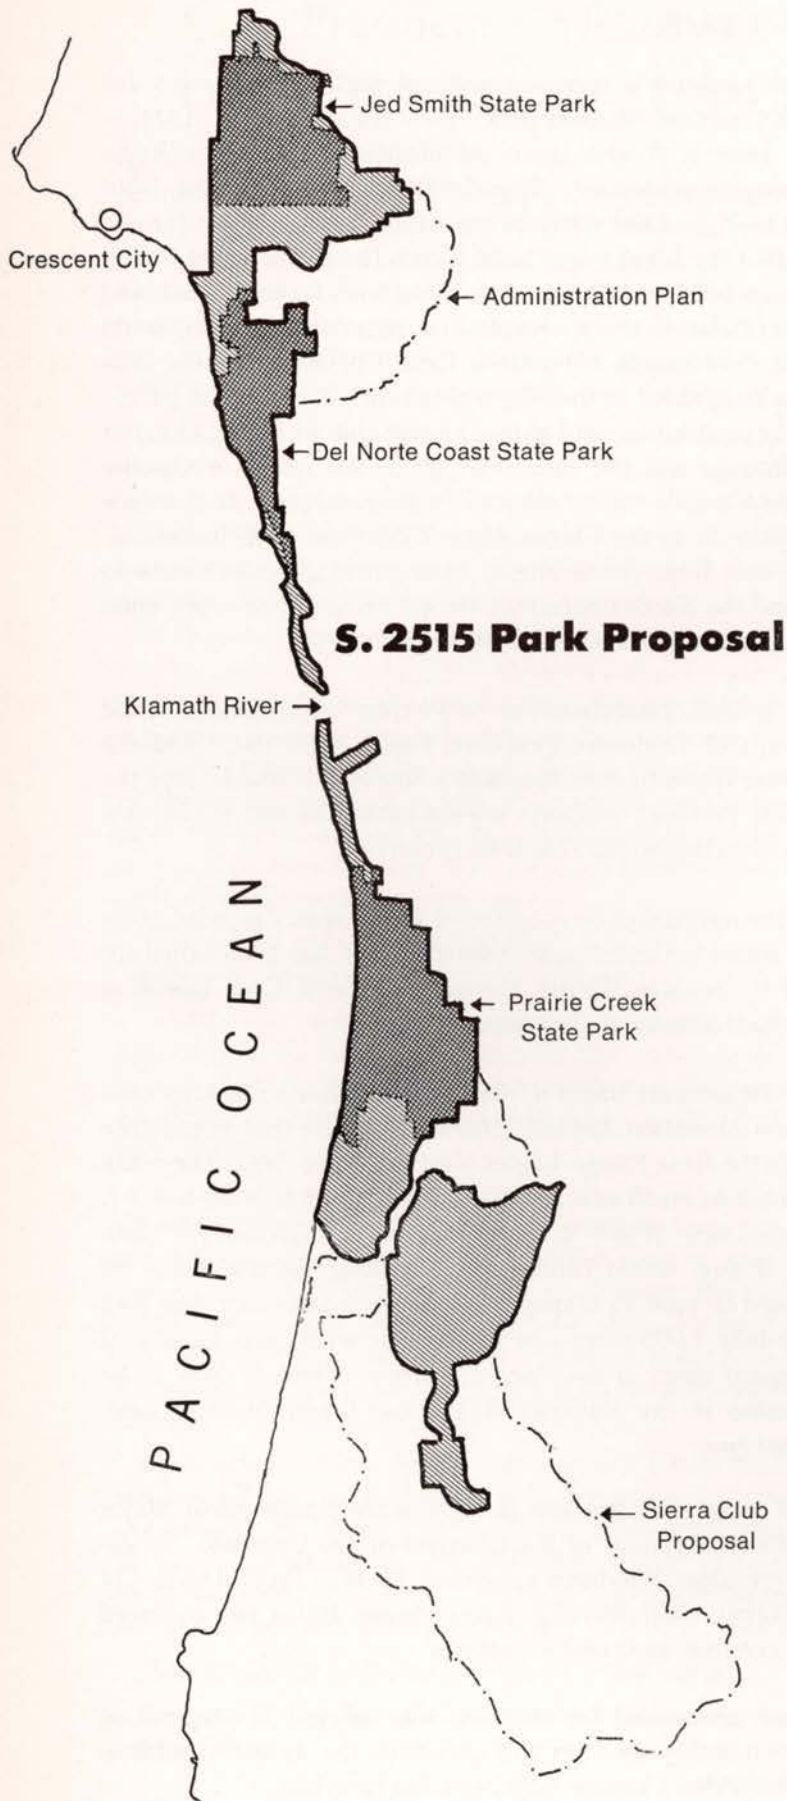 Jed Smith State Park
Crescent City
Administration Plan
Del Norte Coast State Park
S. 2515 Park Proposal
Klamath River
PACIFIC OCEAN
Prairie Creek
State Park
Sierra Club
Proposal